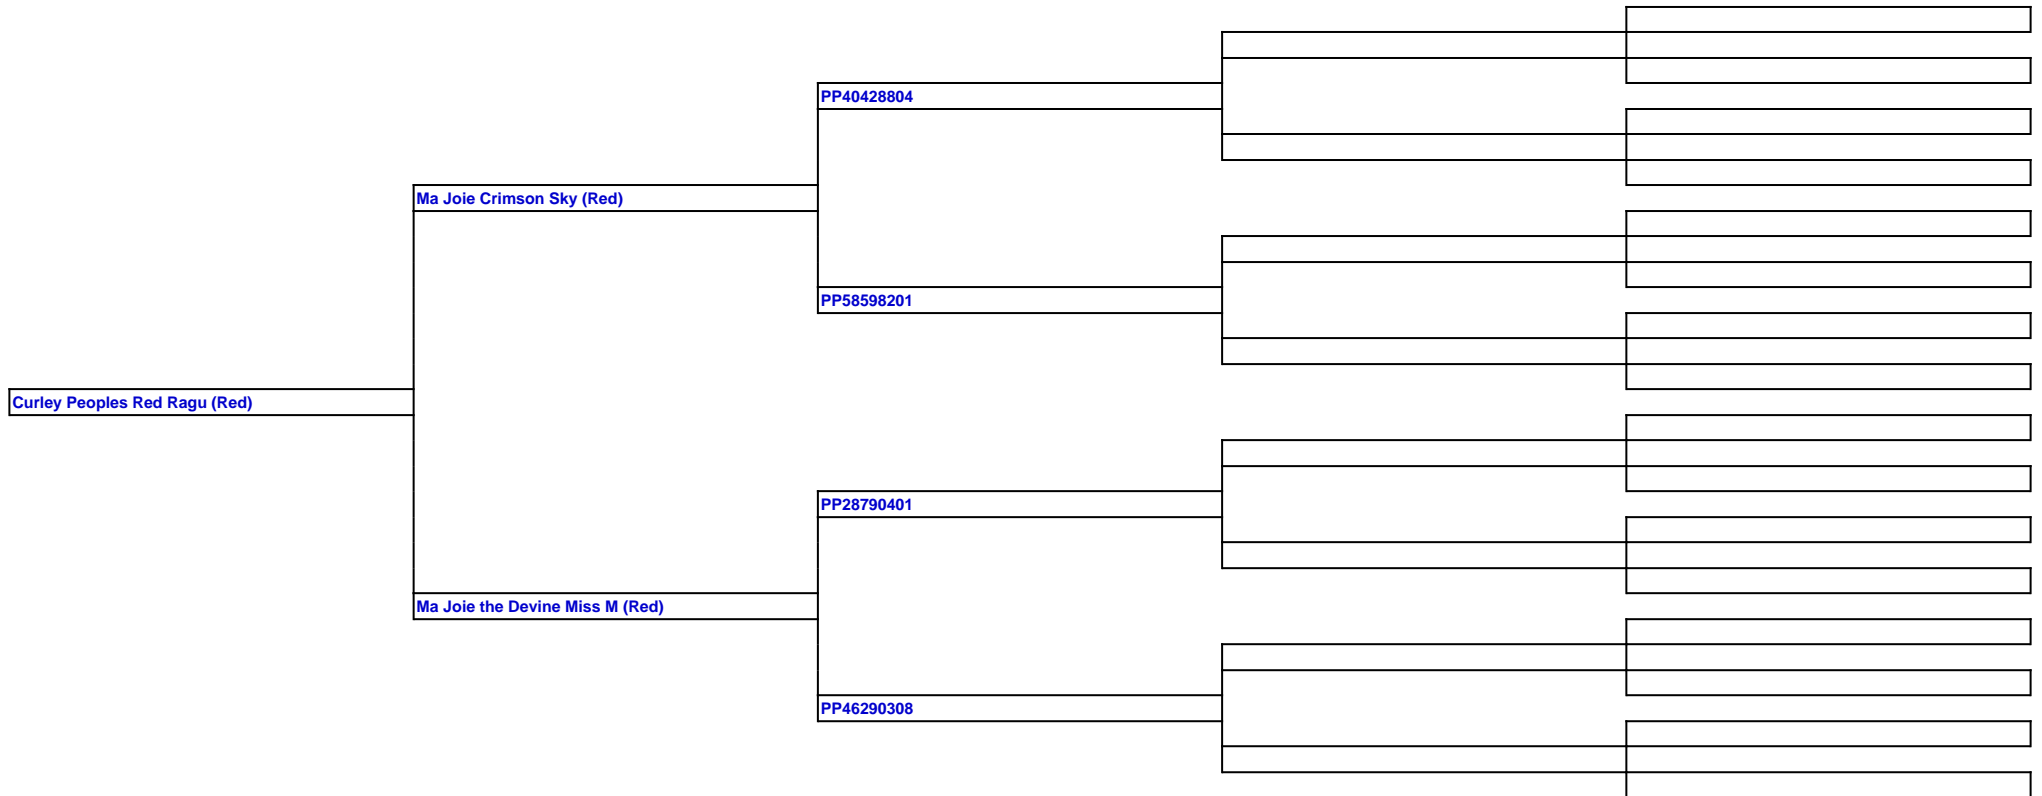 PP40428804
Ma Joie Crimson Sky (Red)
PP58598201
Curley Peoples Red Ragu (Red)
PP28790401
Ma Joie the Devine Miss M (Red)
PP46290308